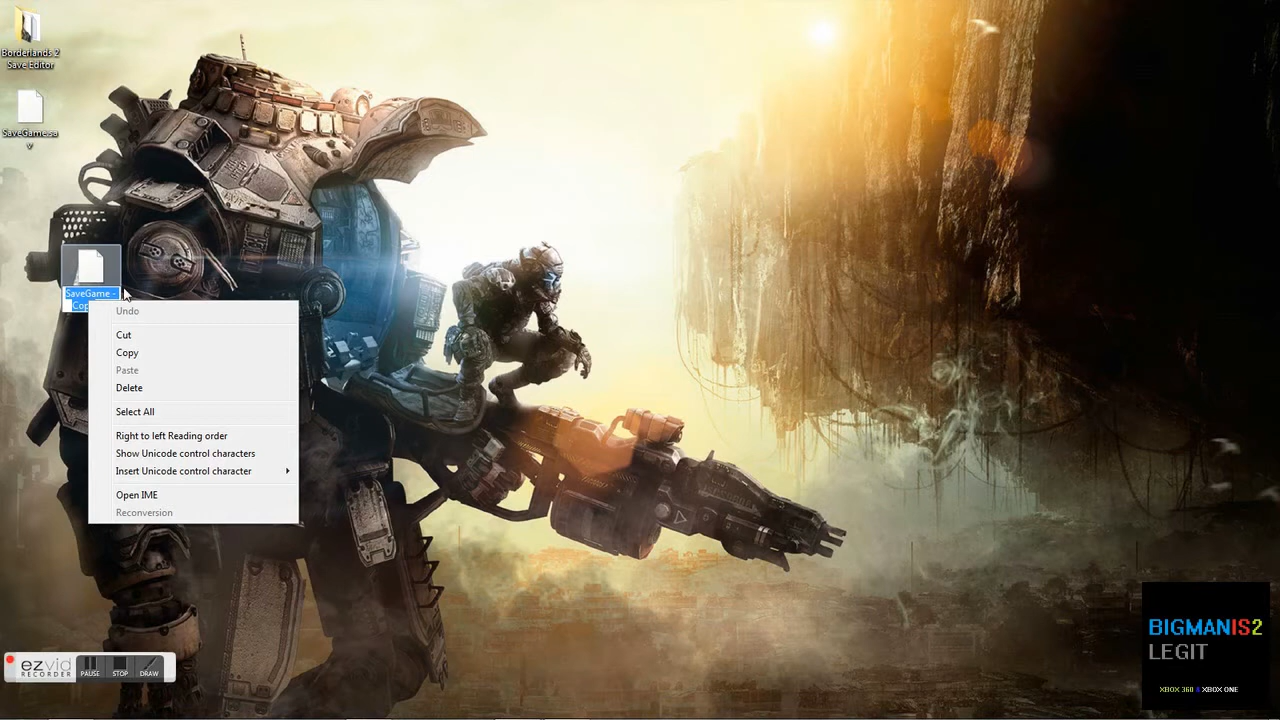 Borderlands 2
Save Editor
SaveGame.sa
v
SaveGame -
Undo
Cut
Copy
Paste
Delete
Select All
Right to left Reading order
Show Unicode control characters
Insert Unicode control character
Open IME
Reconversion
ezvid
RECORDER
PAUSE STOP DRAW
BIGMANIS2
LEGIT
XBOX 360 & XBOX ONE